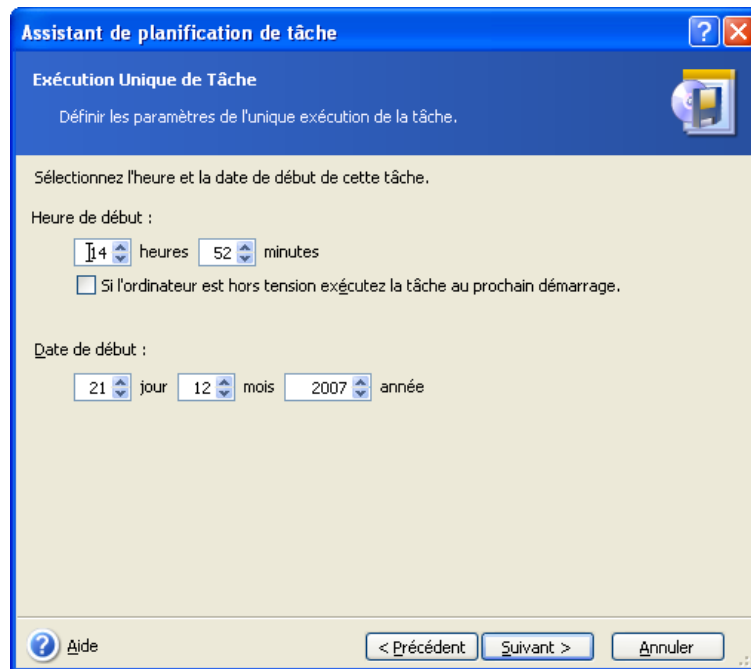 Assistant de planification de tâche
Exécution Unique de Tâche
Définir les paramètres de l'unique exécution de la tâche.
Sélectionnez l'heure et la date de début de cette tâche.
Heure de début :
14 heures 52 minutes
Si l'ordinateur est hors tension exécutez la tâche au prochain démarrage.
Date de début :
21 jour 12 mois 2007 année
Aide < Précédent Suivant > Annuler